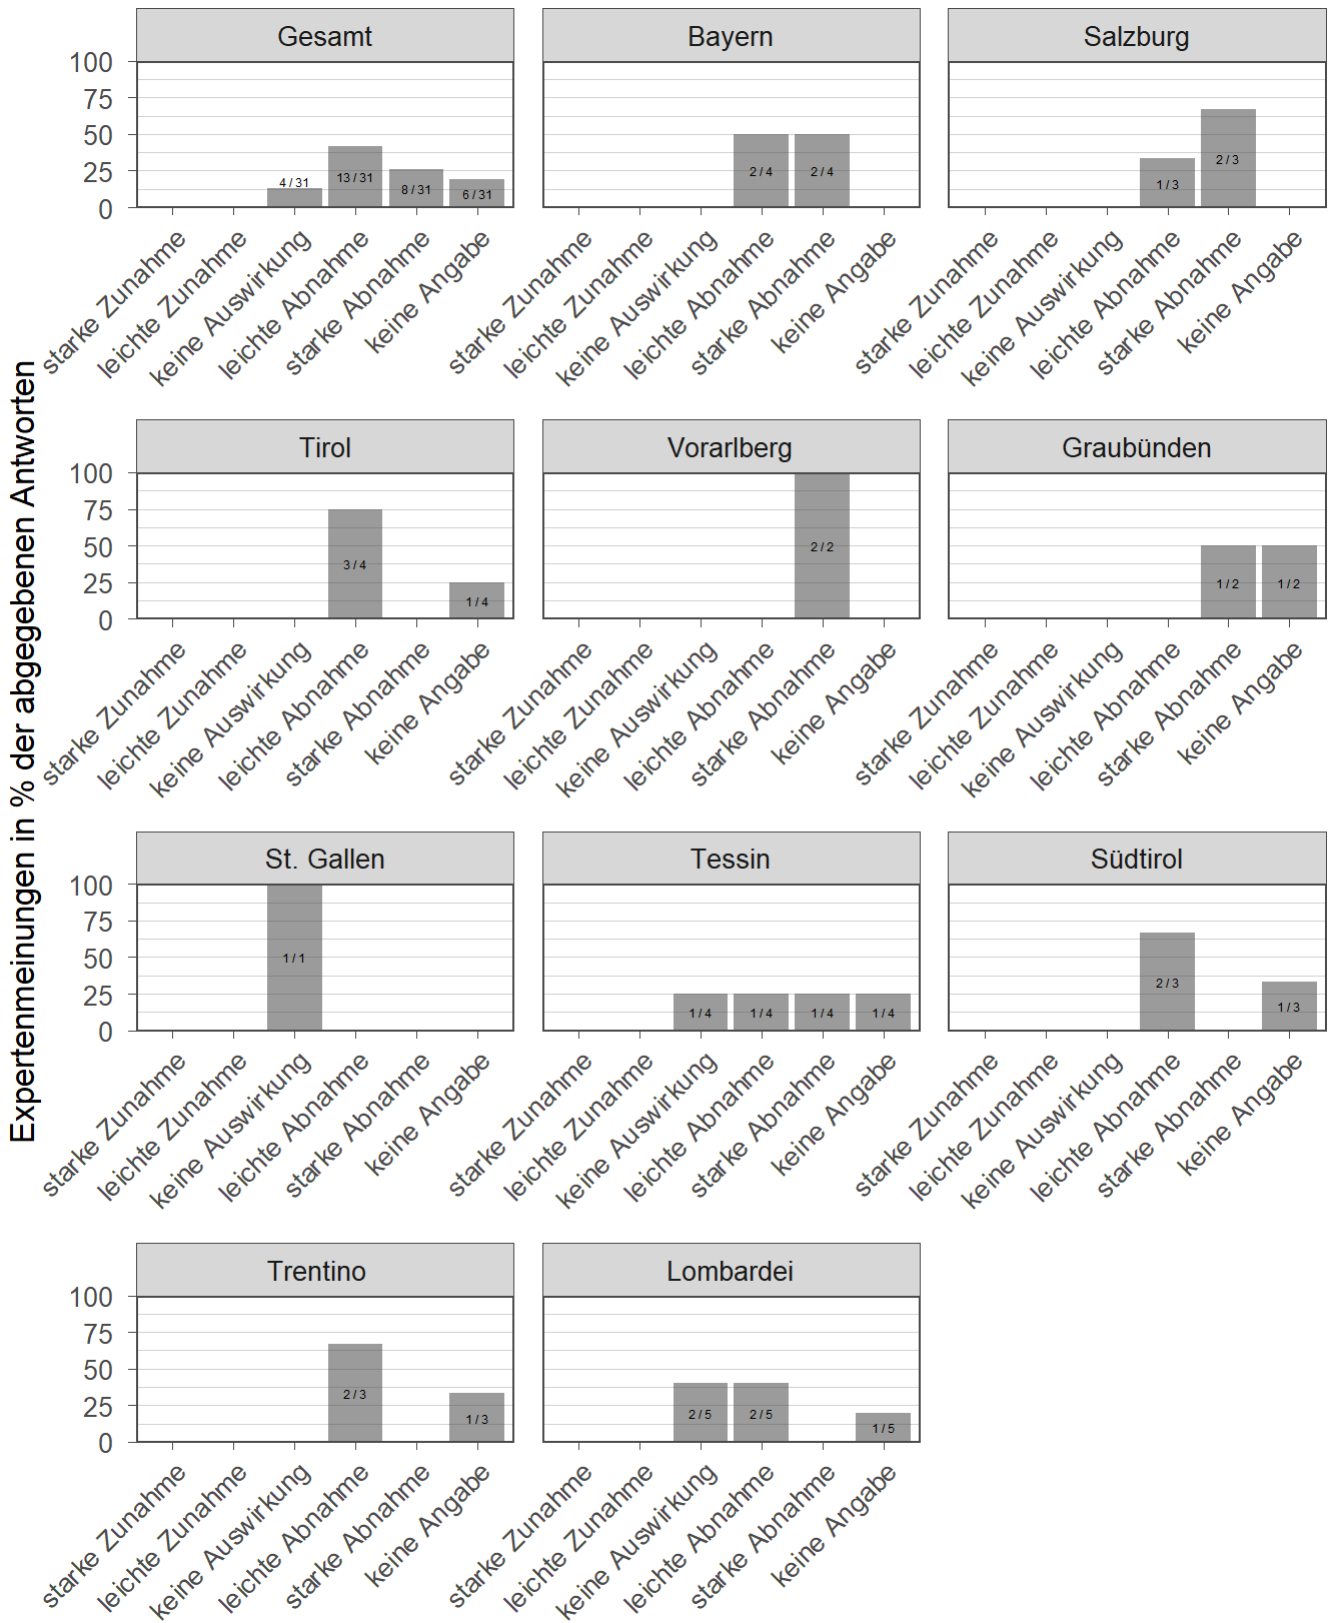 Expertenmeinungen in % der abgegebenen Antworten
Gesamt
100
75
50
25
0
4 / 31
13 / 31
8 / 31
6 / 31
starke Zunahme
leichte Zunahme
keine Auswirkung
leichte Abnahme
starke Abnahme
keine Angabe
Bayern
2 / 4
2 / 4
starke Zunahme
leichte Zunahme
keine Auswirkung
leichte Abnahme
starke Abnahme
keine Angabe
Salzburg
1 / 3
2 / 3
starke Zunahme
leichte Zunahme
keine Auswirkung
leichte Abnahme
starke Abnahme
keine Angabe
Tirol
100
75
50
25
0
3 / 4
1 / 4
starke Zunahme
leichte Zunahme
keine Auswirkung
leichte Abnahme
starke Abnahme
keine Angabe
Vorarlberg
2 / 2
starke Zunahme
leichte Zunahme
keine Auswirkung
leichte Abnahme
starke Abnahme
keine Angabe
Graubünden
1 / 2
1 / 2
starke Zunahme
leichte Zunahme
keine Auswirkung
leichte Abnahme
starke Abnahme
keine Angabe
St. Gallen
100
75
50
25
0
1 / 1
starke Zunahme
leichte Zunahme
keine Auswirkung
leichte Abnahme
starke Abnahme
keine Angabe
Tessin
1 / 4
1 / 4
1 / 4
1 / 4
starke Zunahme
leichte Zunahme
keine Auswirkung
leichte Abnahme
starke Abnahme
keine Angabe
Südtirol
2 / 3
1 / 3
starke Zunahme
leichte Zunahme
keine Auswirkung
leichte Abnahme
starke Abnahme
keine Angabe
Trentino
100
75
50
25
0
2 / 3
1 / 3
starke Zunahme
leichte Zunahme
keine Auswirkung
leichte Abnahme
starke Abnahme
keine Angabe
Lombardei
2 / 5
2 / 5
1 / 5
starke Zunahme
leichte Zunahme
keine Auswirkung
leichte Abnahme
starke Abnahme
keine Angabe